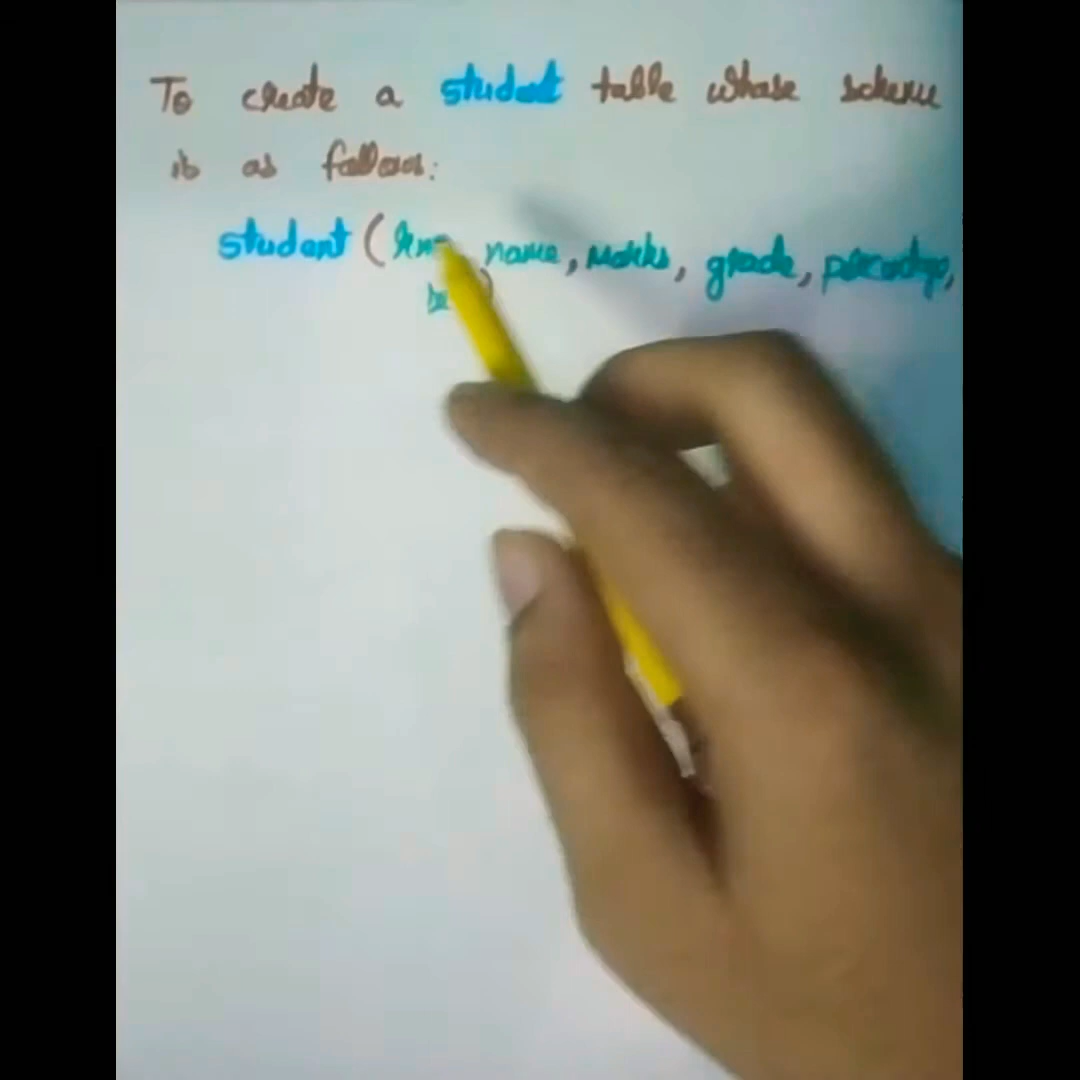 To create a student table whose scheme
is as follows:
student ( name, marks, grade, percentage,
)